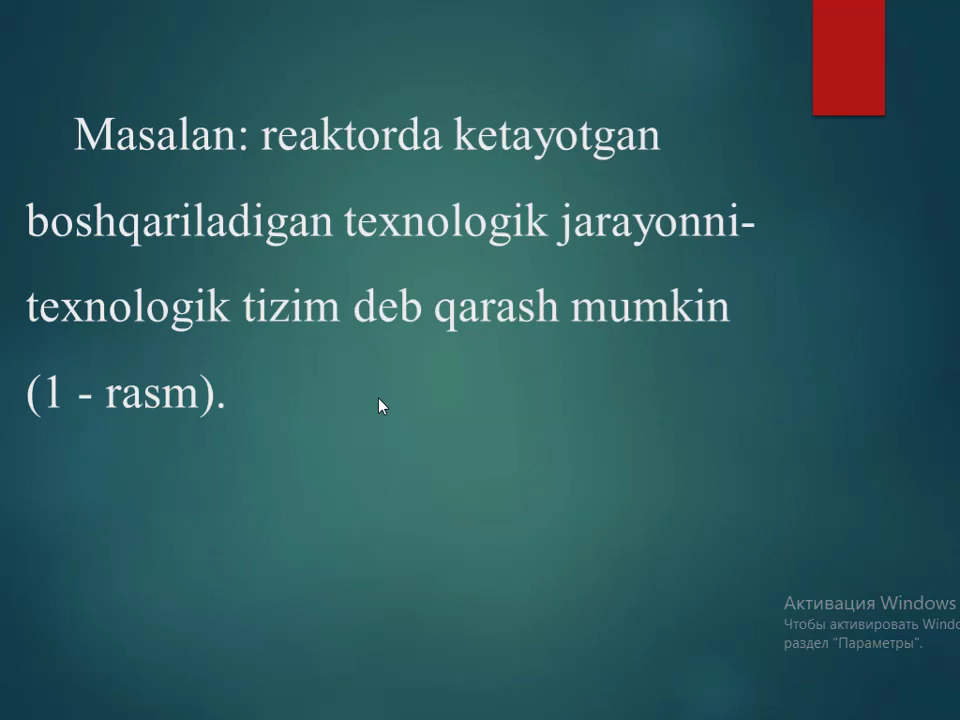 Masalan: reaktorda ketayotgan
boshqariladigan texnologik jarayonni-
texnologik tizim deb qarash mumkin
(1 - rasm).
Активация Windows
Чтобы активировать Windo
раздел "Параметры".